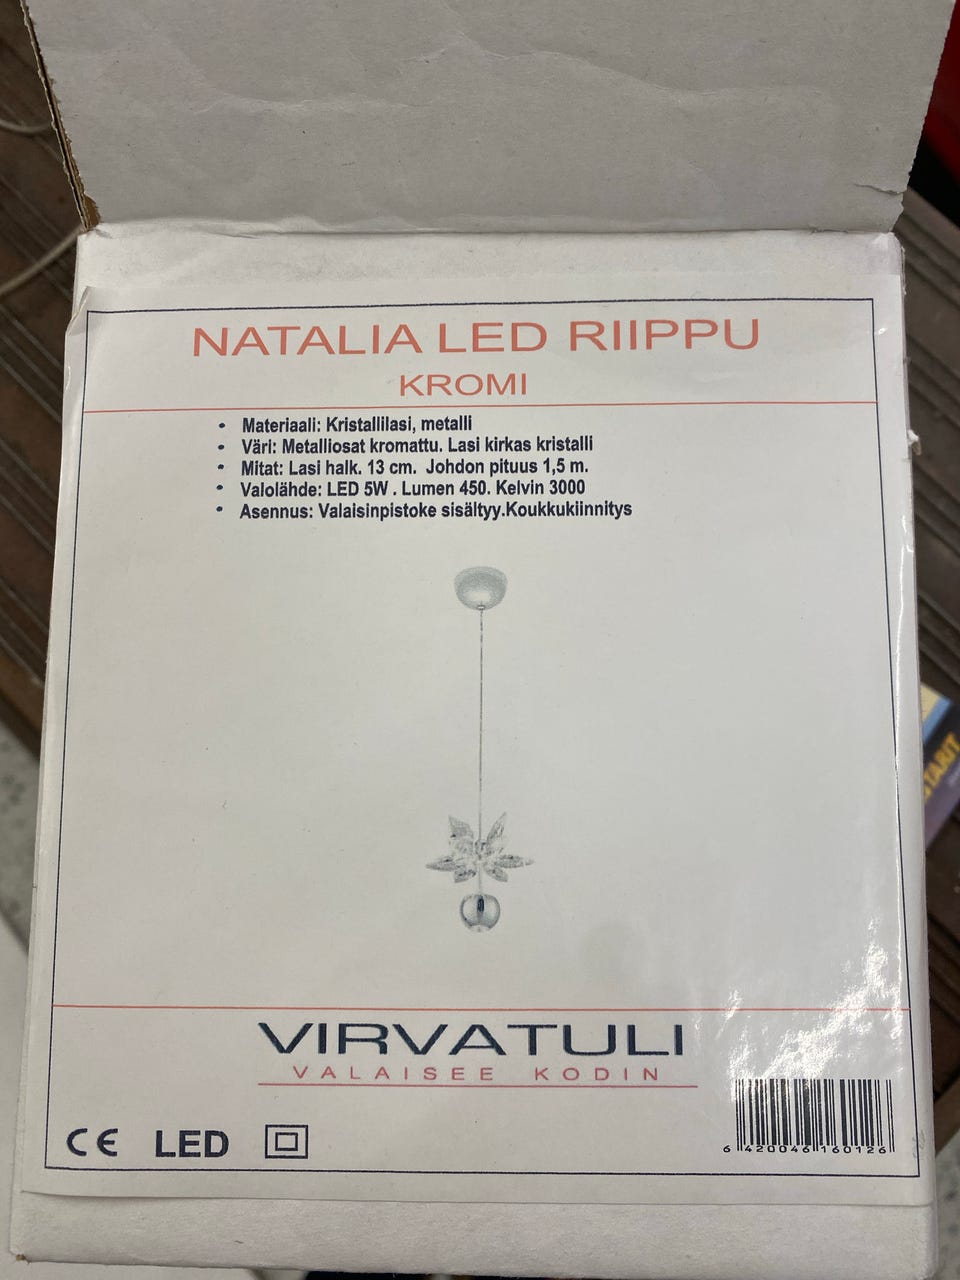 NATALIA LED RIIPPU
KROMI
• Materiaali: Kristallilasi, metalli
• Väri: Metalliosat kromattu. Lasi kirkas kristalli
• Mitat: Lasi halk. 13 cm. Johdon pituus 1,5 m.
• Valolähde: LED 5W . Lumen 450. Kelvin 3000
• Asennus: Valaisinpistoke sisältyy.Koukkukiinnitys
VIRVATULI
VALAISEE KODIN
CE LED
6 420046 160126